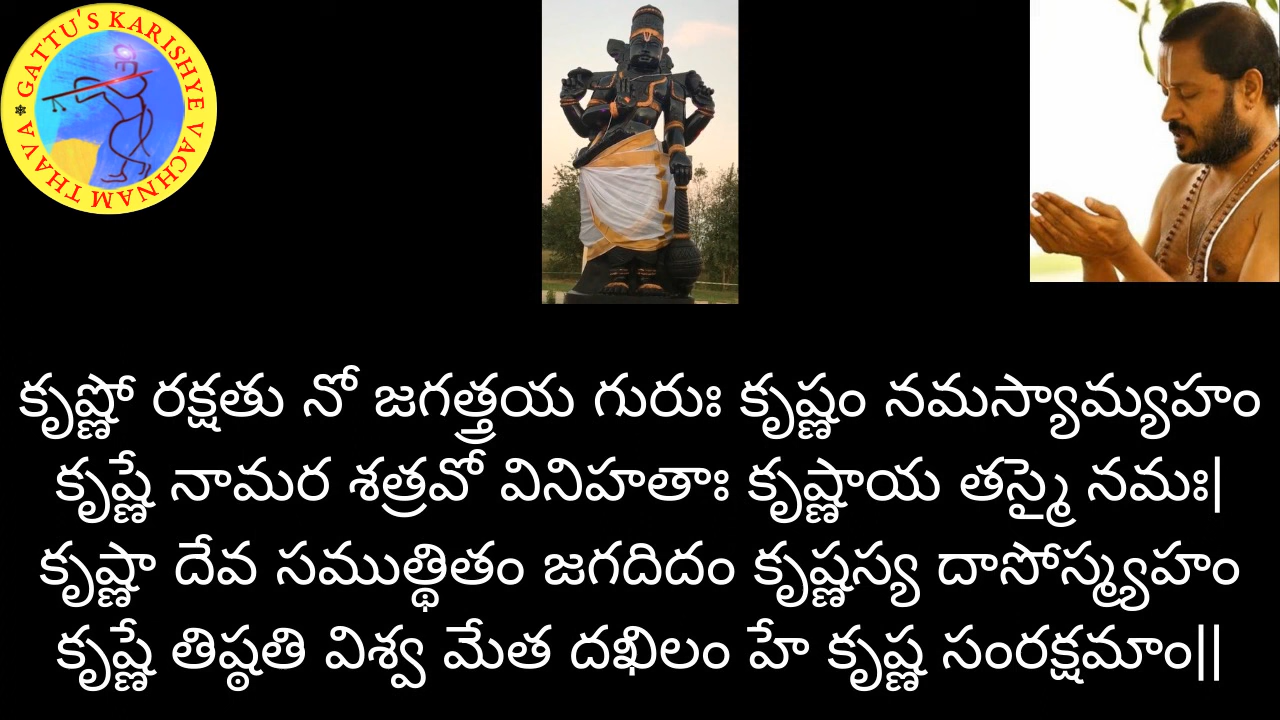 GATTU'S KARISHYE VACHNAM THAVA
కృష్ణో రక్షతు నో జగత్త్రయ గురుః కృష్ణం నమస్యామ్యహం
కృష్ణే నామర శత్రవో వినిహతాః కృష్ణాయ తస్మై నమః|
కృష్ణా దేవ సముత్థితం జగదిదం కృష్ణస్య దాసోస్మ్యహం
కృష్ణే తిష్ఠతి విశ్వ మేత దఖిలం హే కృష్ణ సంరక్షమాం||